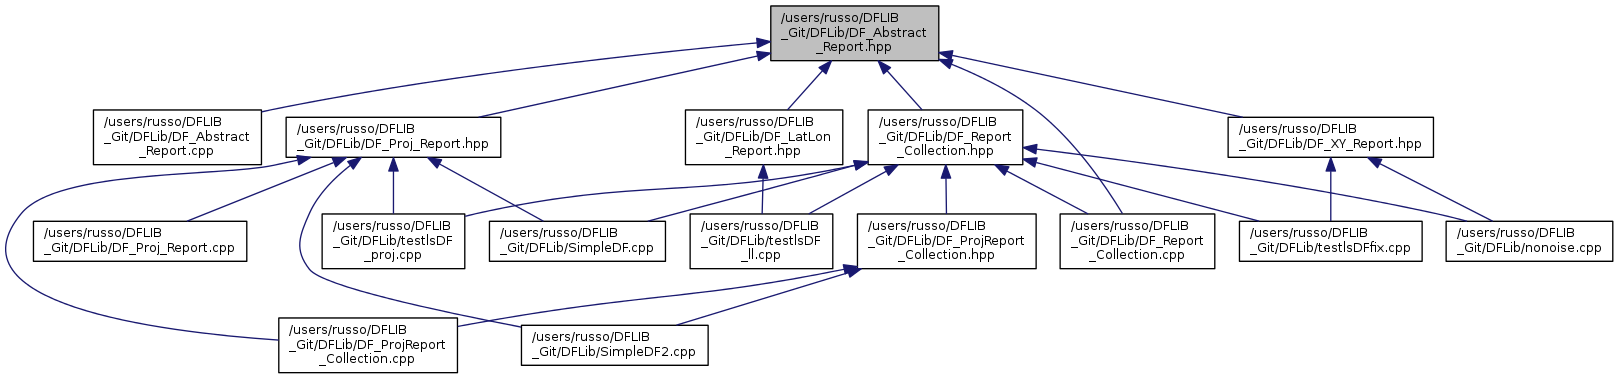 /users/russo/DFLIB
_Git/DFLib/DF_Abstract
_Report.hpp
/users/russo/DFLIB
_Git/DFLib/DF_Abstract
_Report.cpp
/users/russo/DFLIB
_Git/DFLib/DF_Proj_Report.hpp
/users/russo/DFLIB
_Git/DFLib/DF_LatLon
_Report.hpp
/users/russo/DFLIB
_Git/DFLib/DF_Report
_Collection.hpp
/users/russo/DFLIB
_Git/DFLib/DF_XY_Report.hpp
/users/russo/DFLIB
_Git/DFLib/DF_Proj_Report.cpp
/users/russo/DFLIB
_Git/DFLib/testlsDF
_proj.cpp
/users/russo/DFLIB
_Git/DFLib/SimpleDF.cpp
/users/russo/DFLIB
_Git/DFLib/testlsDF
_ll.cpp
/users/russo/DFLIB
_Git/DFLib/DF_ProjReport
_Collection.hpp
/users/russo/DFLIB
_Git/DFLib/DF_Report
_Collection.cpp
/users/russo/DFLIB
_Git/DFLib/testlsDFfix.cpp
/users/russo/DFLIB
_Git/DFLib/nonoise.cpp
/users/russo/DFLIB
_Git/DFLib/DF_ProjReport
_Collection.cpp
/users/russo/DFLIB
_Git/DFLib/SimpleDF2.cpp